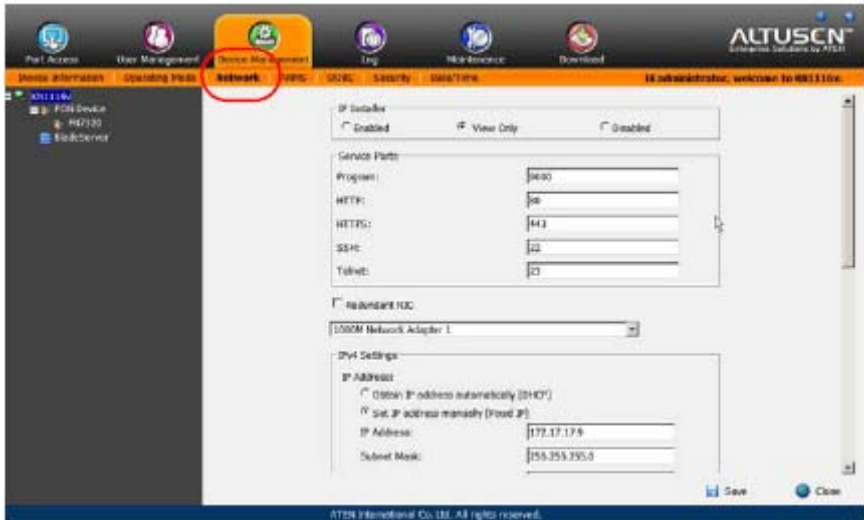 Port Access User Management Device Management Log Maintenance Download
ALTUSCN™
Enterprise Solutions by ATEN
Device Information Operating Mode Network ANMS OOBC Security Date/Time
Hi administrator, welcome to KN1116v.
KN1116v
PON Device
PN7320
BladeServer
IP Installer
Enabled View Only Disabled
Service Ports
Program: 9000
HTTP: 80
HTTPS: 443
SSH: 22
Telnet: 23
Redundant NIC
1000M Network Adapter 1
IPv4 Settings
IP Address
Obtain IP address automatically [DHCP]
Set IP address manually [Fixed IP]
IP Address: 172.17.17.9
Subnet Mask: 255.255.255.0
Save Close
ATEN International Co. Ltd. All rights reserved.